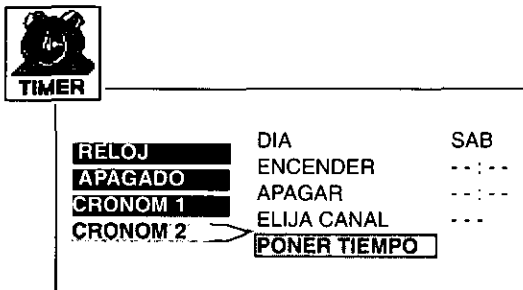 TIMER
RELOJ
APAGADO
CRONOM 1
CRONOM 2
DIA SAB
ENCENDER --:--
APAGAR --:--
ELIJA CANAL ---
PONER TIEMPO